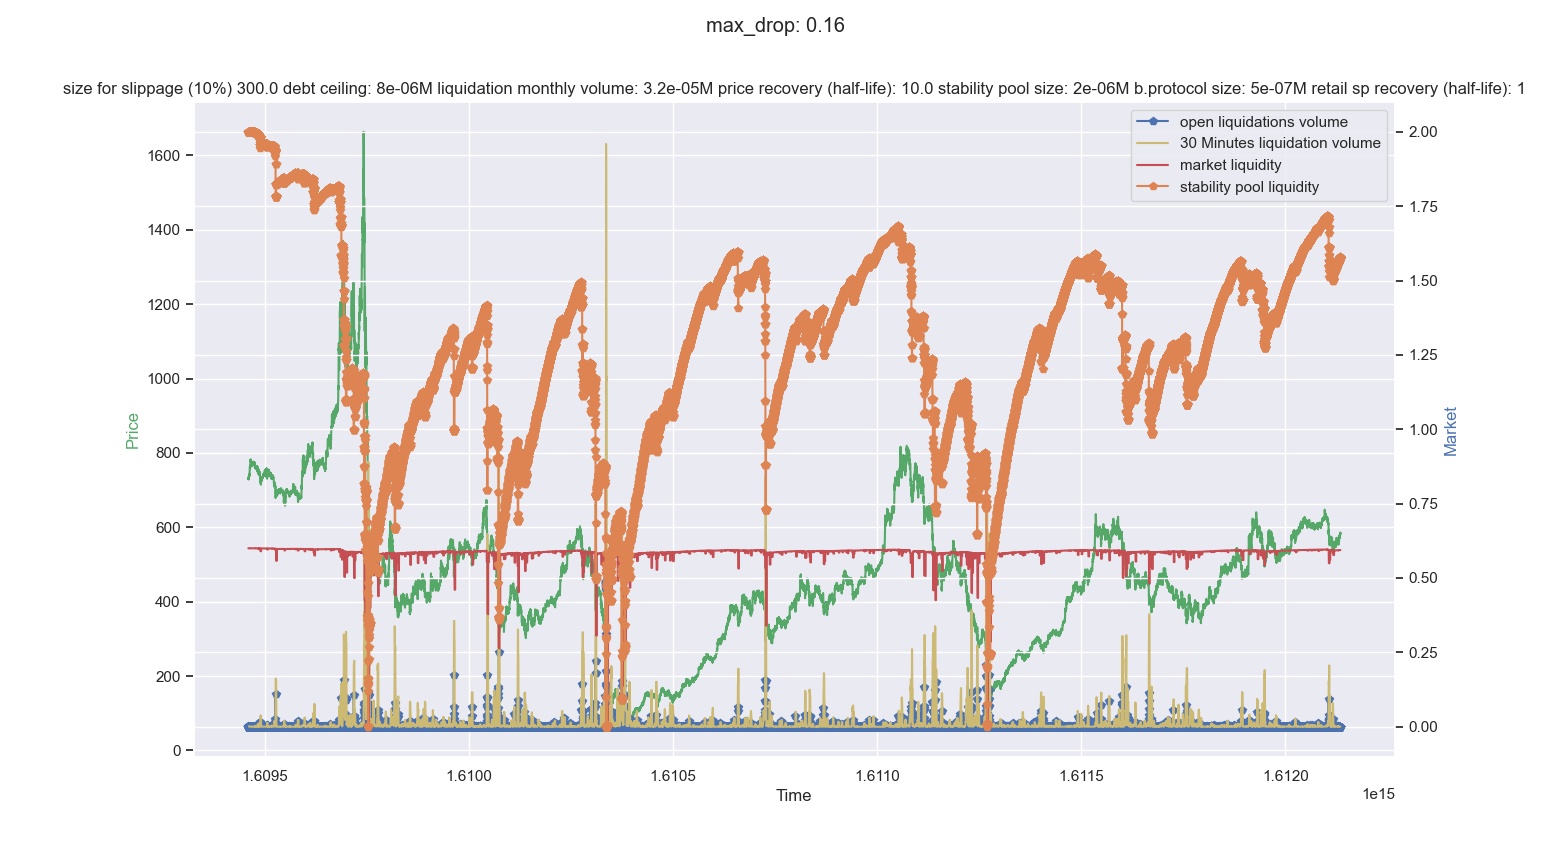 max_drop: 0.16
size for slippage (10%) 300.0 debt ceiling: 8e-06M liquidation monthly volume: 3.2e-05M price recovery (half-life): 10.0 stability pool size: 2e-06M b.protocol size: 5e-07M retail sp recovery (half-life): 1
open liquidations volume
30 Minutes liquidation volume
market liquidity
stability pool liquidity
1600
1400
1200
1000
800
600
400
200
0
Price
2.00
1.75
1.50
1.25
1.00
0.75
0.50
0.25
0.00
Market
1.6095 1.6100 1.6105 1.6110 1.6115 1.6120
Time
1e15